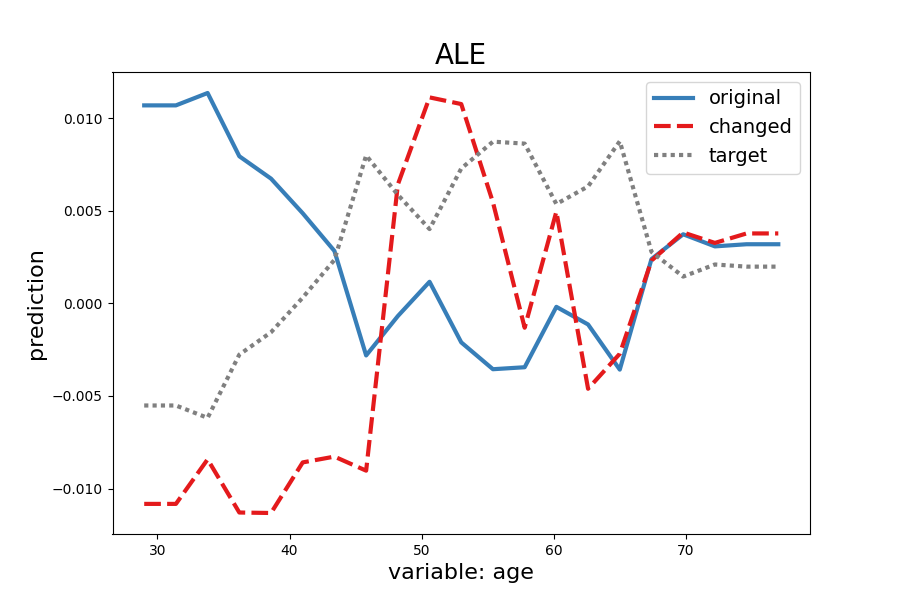 ALE
original
changed
target
0.010
0.005
0.000
−0.005
−0.010
prediction
30 40 50 60 70
variable: age